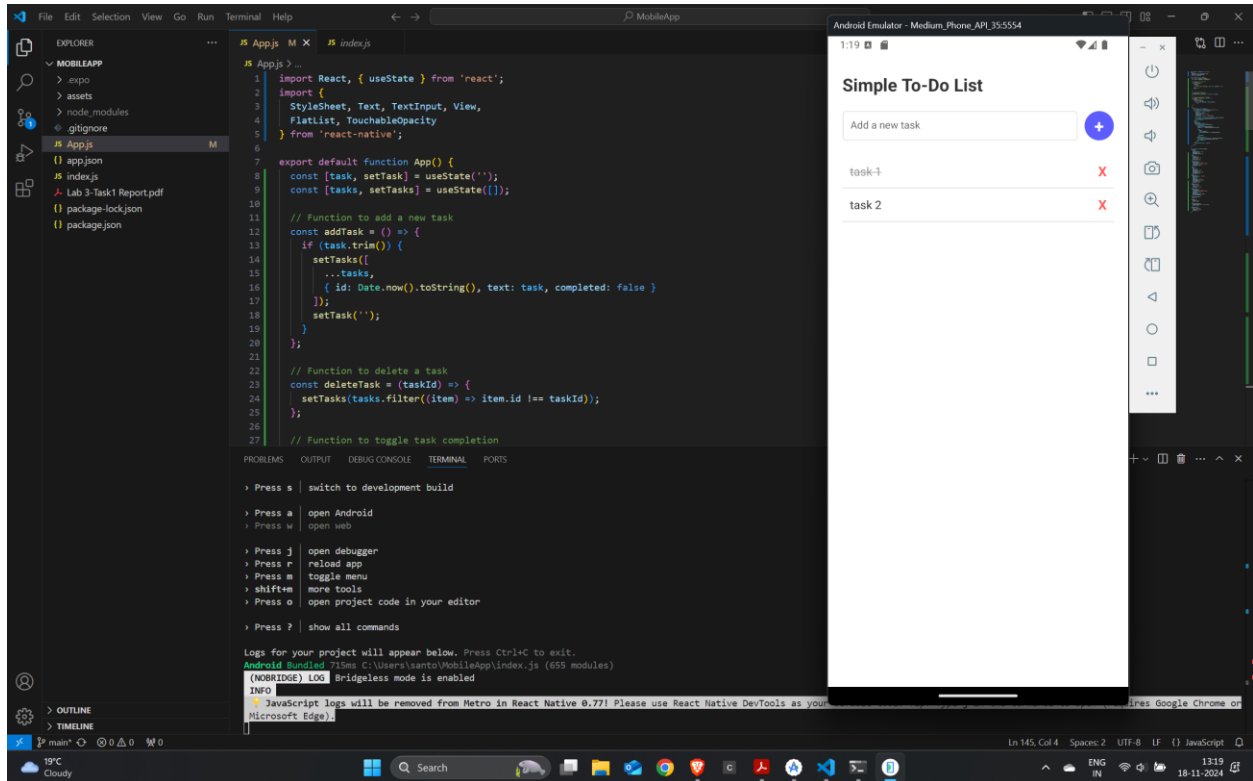 File Edit Selection View Go Run Terminal Help
MobileApp
EXPLORER
MOBILEAPP
.expo
assets
node_modules
.gitignore
JS App.js M
{} app.json
JS index.js
Lab 3-Task1 Report.pdf
{} package-lock.json
{} package.json
OUTLINE
TIMELINE
JS App.js M
JS index.js
JS App.js > ...
1 import React, { useState } from 'react';
2 import {
3 StyleSheet, Text, TextInput, View,
4 FlatList, TouchableOpacity
5 } from 'react-native';
6
7 export default function App() {
8 const [task, setTask] = useState('');
9 const [tasks, setTasks] = useState([]);
10
11 // Function to add a new task
12 const addTask = () => {
13 if (task.trim()) {
14 setTasks([
15 ...tasks,
16 { id: Date.now().toString(), text: task, completed: false }
17 ]);
18 setTask('');
19 }
20 };
21
22 // Function to delete a task
23 const deleteTask = (taskId) => {
24 setTasks(tasks.filter((item) => item.id !== taskId));
25 };
26
27 // Function to toggle task completion
PROBLEMS OUTPUT DEBUG CONSOLE TERMINAL PORTS
› Press s │ switch to development build
› Press a │ open Android
› Press w │ open web
› Press j │ open debugger
› Press r │ reload app
› Press m │ toggle menu
› shift+m │ more tools
› Press o │ open project code in your editor
› Press ? │ show all commands
Logs for your project will appear below. Press Ctrl+C to exit.
Android Bundled 715ms C:\Users\santo\MobileApp\index.js (655 modules)
(NOBRIDGE) LOG Bridgeless mode is enabled
INFO
JavaScript logs will be removed from Metro in React Native 0.77! Please use React Native DevTools as your
Google Chrome or
Microsoft Edge).
Android Emulator - Medium_Phone_API_35:5554
1:19
Simple To-Do List
Add a new task
+
task 1 X
task 2 X
main*
0 0
0
Ln 145, Col 4 Spaces: 2 UTF-8 LF {} JavaScript
19°C
Cloudy
Search
ENG
IN
13:19
18-11-2024